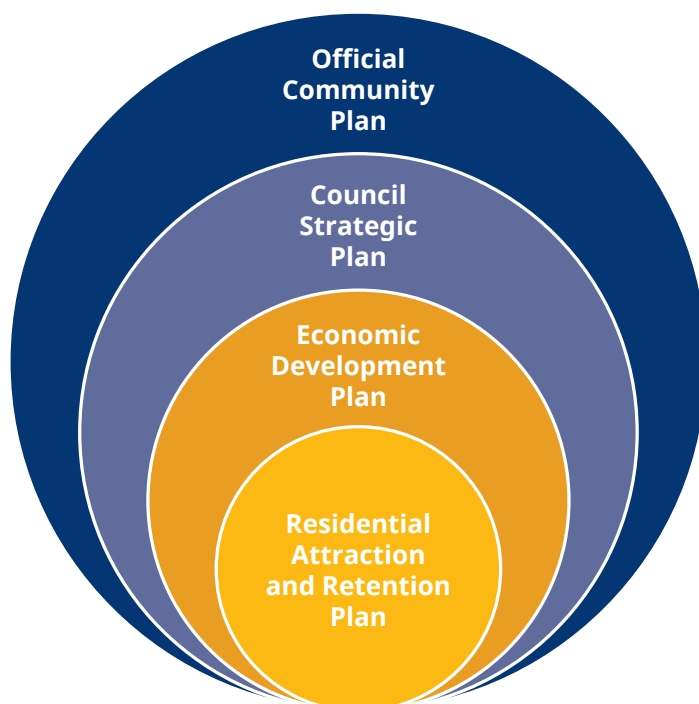 Official
Community
Plan
Council
Strategic
Plan
Economic
Development
Plan
Residential
Attraction
and Retention
Plan